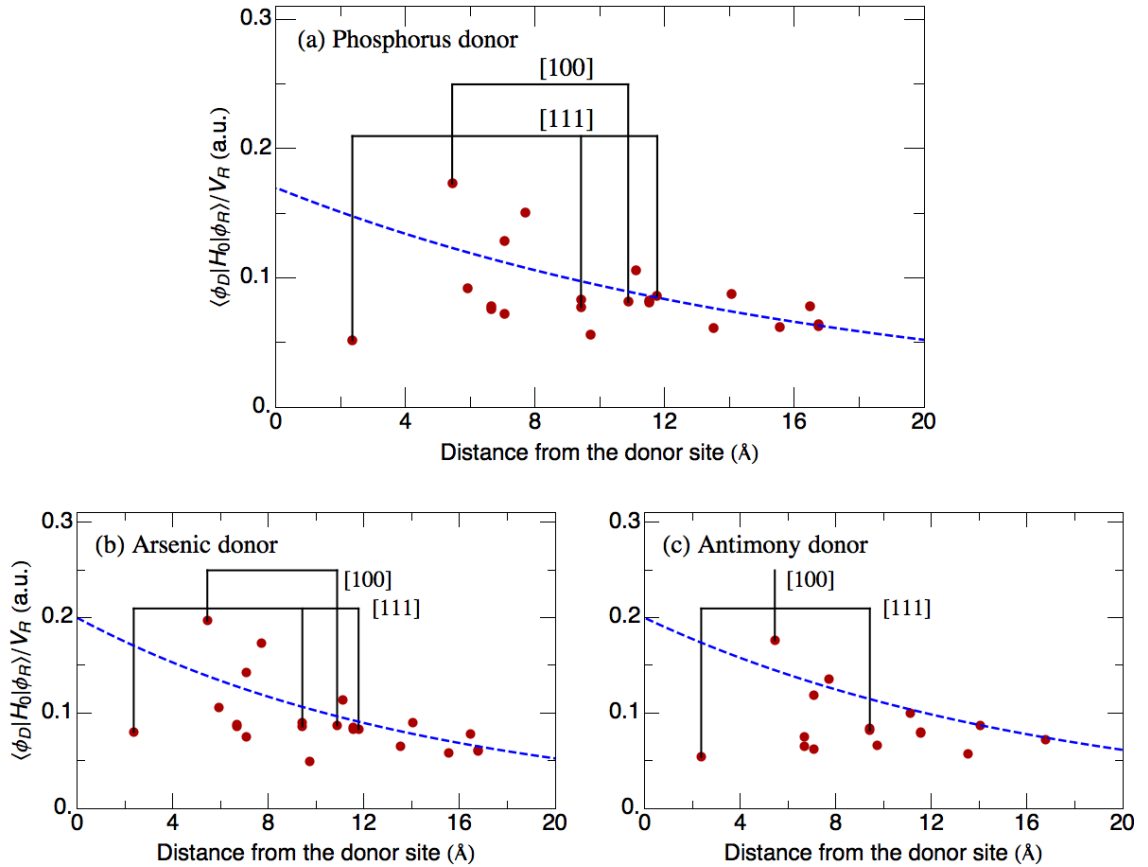 (a) Phosphorus donor
[100]
[111]
0.3
0.2
0.1
0.
⟨ϕD|H0|ϕR⟩/VR (a.u.)
0 4 8 12 16 20
Distance from the donor site (Å)
(b) Arsenic donor
[100]
[111]
0.3
0.2
0.1
0.
⟨ϕD|H0|ϕR⟩/VR (a.u.)
0 4 8 12 16 20
Distance from the donor site (Å)
(c) Antimony donor
[100]
[111]
0.3
0.2
0.1
0.
0 4 8 12 16 20
Distance from the donor site (Å)